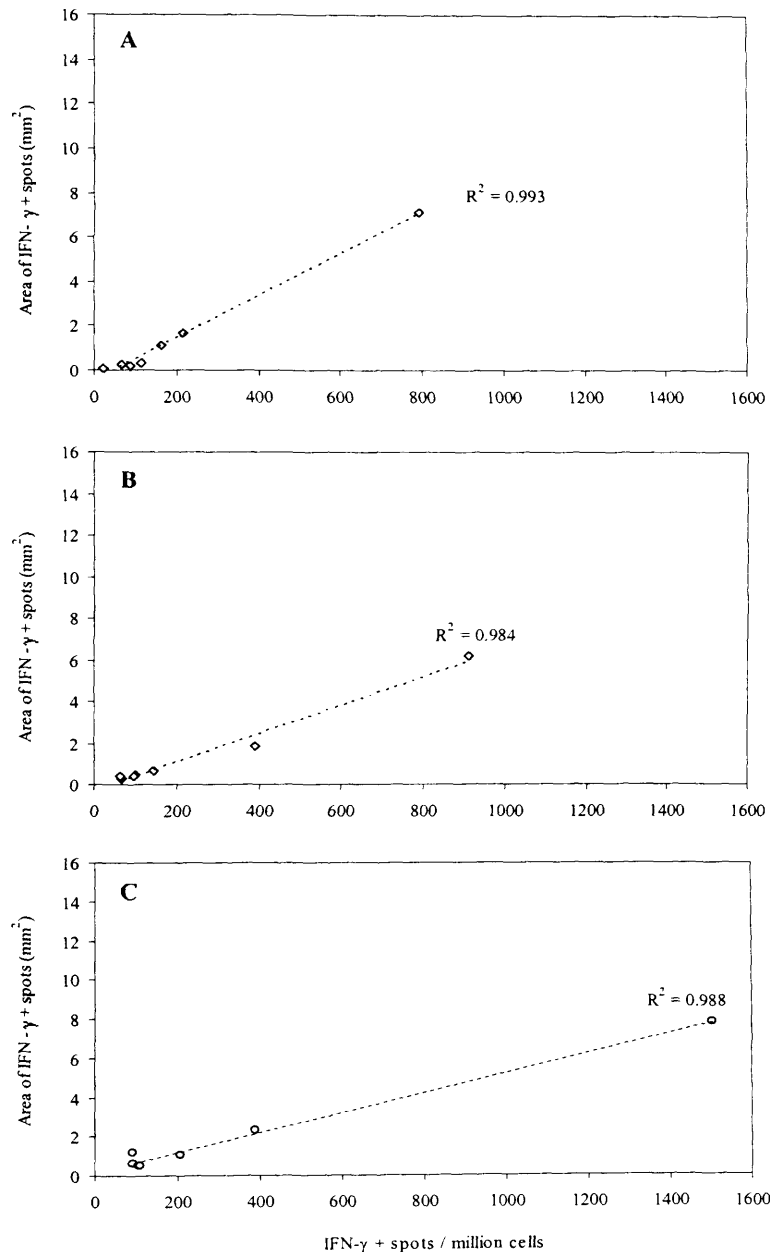 A
Area of IFN- γ + spots (mm²)
16
14
12
10
8
6
4
2
0
R² = 0.993
0 200 400 600 800 1000 1200 1400 1600
B
Area of IFN -γ + spots (mm²)
16
14
12
10
8
6
4
2
0
R² = 0.984
0 200 400 600 800 1000 1200 1400 1600
C
Area of IFN -γ + spots (mm²)
16
14
12
10
8
6
4
2
0
R² = 0.988
0 200 400 600 800 1000 1200 1400 1600
IFN-γ + spots / million cells